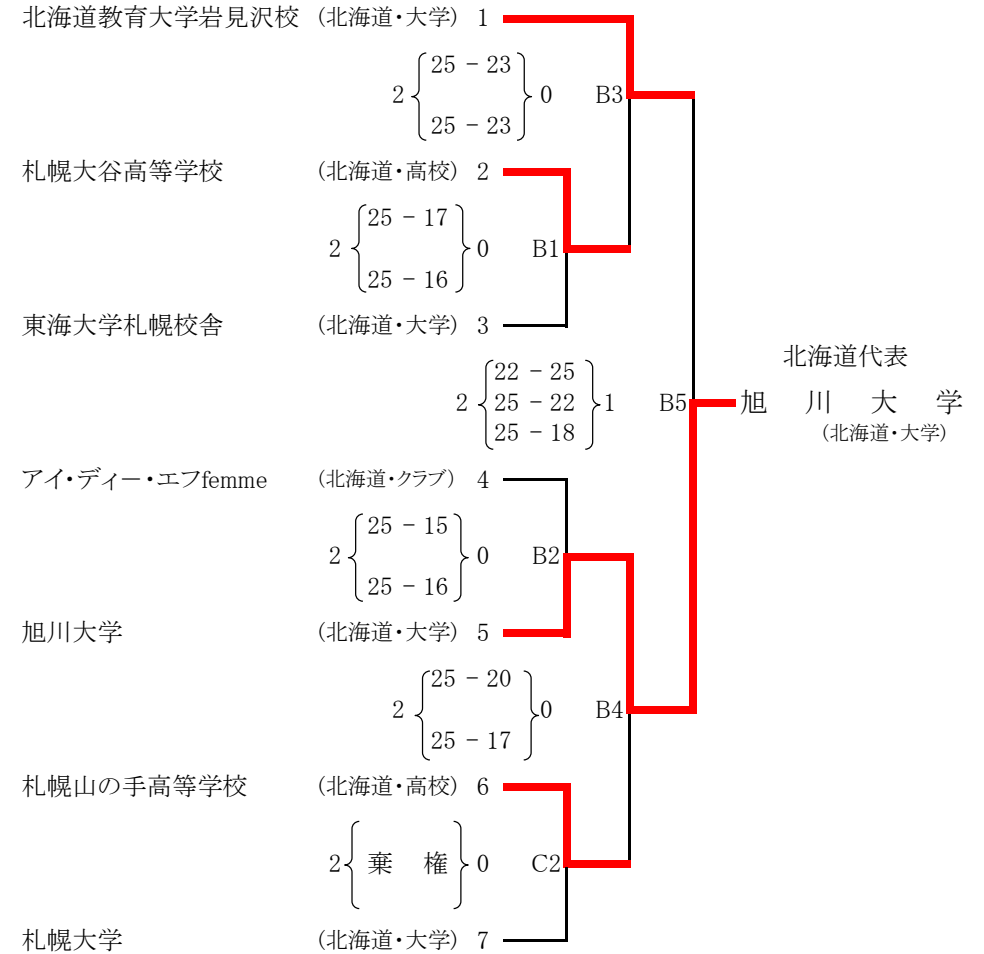 北海道教育大学岩見沢校 (北海道・大学) 1
25 - 23
2 0 B3
25 - 23
札幌大谷高等学校 (北海道・高校) 2
25 - 17
2 0 B1
25 - 16
東海大学札幌校舎 (北海道・大学) 3
北海道代表
22 - 25
2 25 - 22 1 B5 旭川大学
25 - 18 (北海道・大学)
アイ・ディー・エフfemme (北海道・クラブ) 4
25 - 15
2 0 B2
25 - 16
旭川大学 (北海道・大学) 5
25 - 20
2 0 B4
25 - 17
札幌山の手高等学校 (北海道・高校) 6
2 棄権 0 C2
札幌大学 (北海道・大学) 7